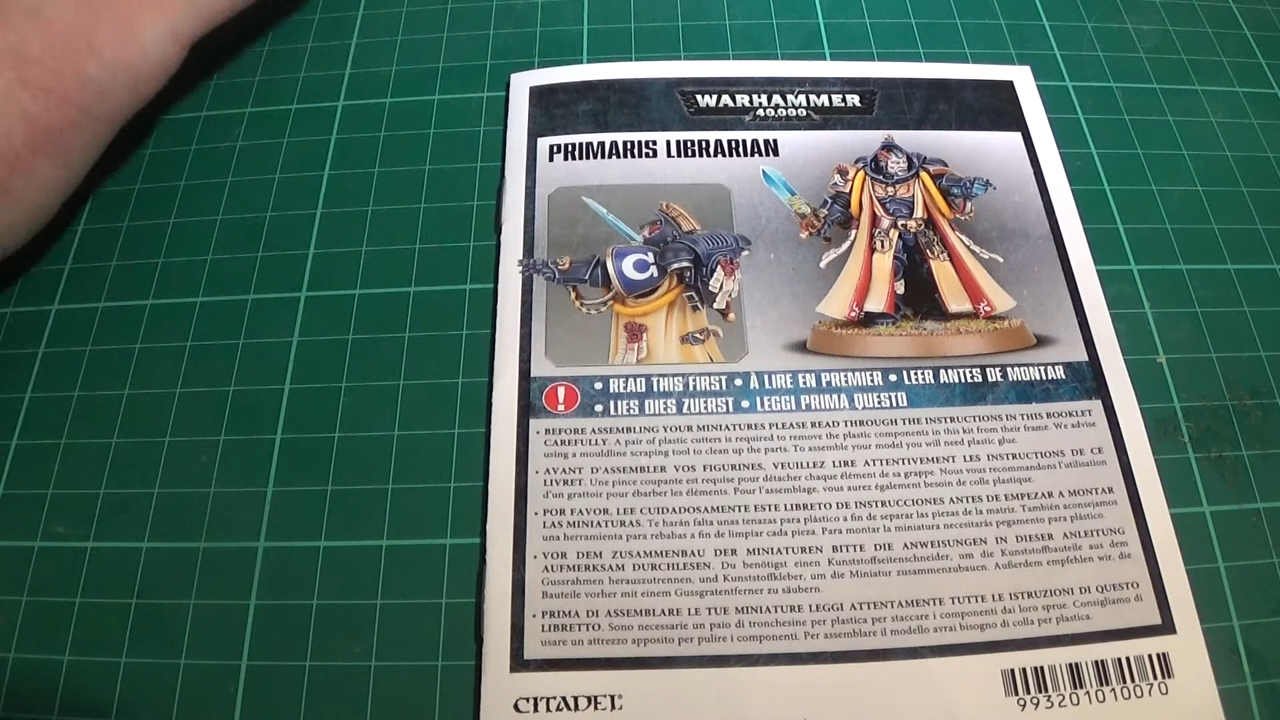 WARHAMMER
40,000
PRIMARIS LIBRARIAN
• READ THIS FIRST • À LIRE EN PREMIER • LEER ANTES DE MONTAR
• LIES DIES ZUERST • LEGGI PRIMA QUESTO
• BEFORE ASSEMBLING YOUR MINIATURES PLEASE READ THROUGH THE INSTRUCTIONS IN THIS BOOKLET
CAREFULLY. A pair of plastic cutters is required to remove the plastic components in this kit from their frame. We advise
using a mouldline scraping tool to clean up the parts. To assemble your model you will need plastic glue.
• AVANT D'ASSEMBLER VOS FIGURINES, VEUILLEZ LIRE ATTENTIVEMENT LES INSTRUCTIONS DE CE
LIVRET. Une pince coupante est requise pour détacher chaque élément de sa grappe. Nous vous recommandons l'utilisation
d'un grattoir pour ébarber les éléments. Pour l'assemblage, vous aurez également besoin de colle plastique.
• POR FAVOR, LEE CUIDADOSAMENTE ESTE LIBRETO DE INSTRUCCIONES ANTES DE EMPEZAR A MONTAR
LAS MINIATURAS. Te harán falta unas tenazas para plástico a fin de separar las piezas de la matriz. También aconsejamos
una herramienta para rebabas a fin de limpiar cada pieza. Para montar la miniatura necesitarás pegamento para plástico.
• VOR DEM ZUSAMMENBAU DER MINIATUREN BITTE DIE ANWEISUNGEN IN DIESER ANLEITUNG
AUFMERKSAM DURCHLESEN. Du benötigst einen Kunststoffseitenschneider, um die Kunststoffbauteile aus dem
Gussrahmen herauszutrennen, und Kunststoffkleber, um die Miniatur zusammenzubauen. Außerdem empfehlen wir, die
Bauteile vorher mit einem Gussgratentferner zu säubern.
• PRIMA DI ASSEMBLARE LE TUE MINIATURE LEGGI ATTENTAMENTE TUTTE LE ISTRUZIONI DI QUESTO
LIBRETTO. Sono necessarie un paio di tronchesine per plastica per staccare i componenti dai loro sprue. Consigliamo di
usare un attrezzo apposito per pulire i componenti. Per assemblare il modello avrai bisogno di colla per plastica.
CITADEL®
993201010070